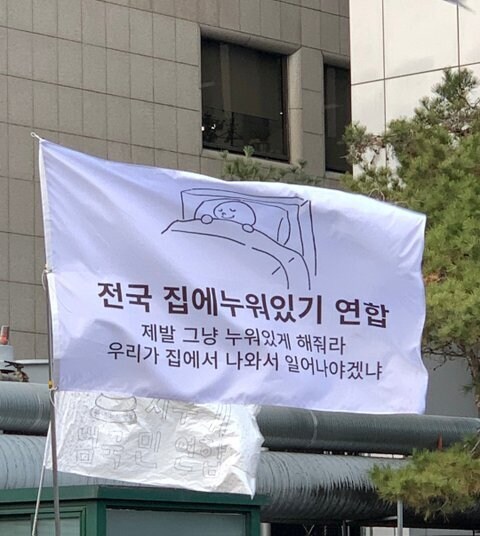 전국 집에누워있기 연합
제발 그냥 누워있게 해줘라
우리가 집에서 나와서 일어나야겠냐